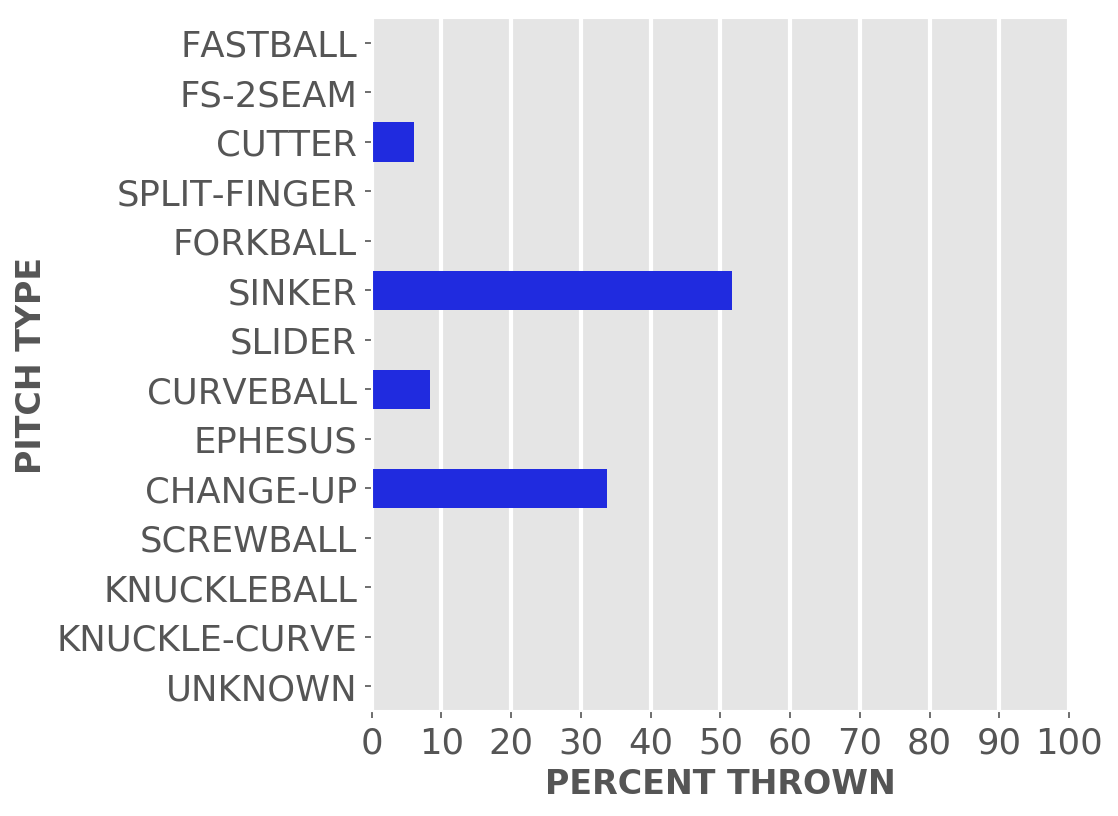 FASTBALL
FS-2SEAM
CUTTER
SPLIT-FINGER
FORKBALL
SINKER
SLIDER
CURVEBALL
EPHESUS
CHANGE-UP
SCREWBALL
KNUCKLEBALL
KNUCKLE-CURVE
UNKNOWN
PITCH TYPE
0 10 20 30 40 50 60 70 80 90 100
PERCENT THROWN